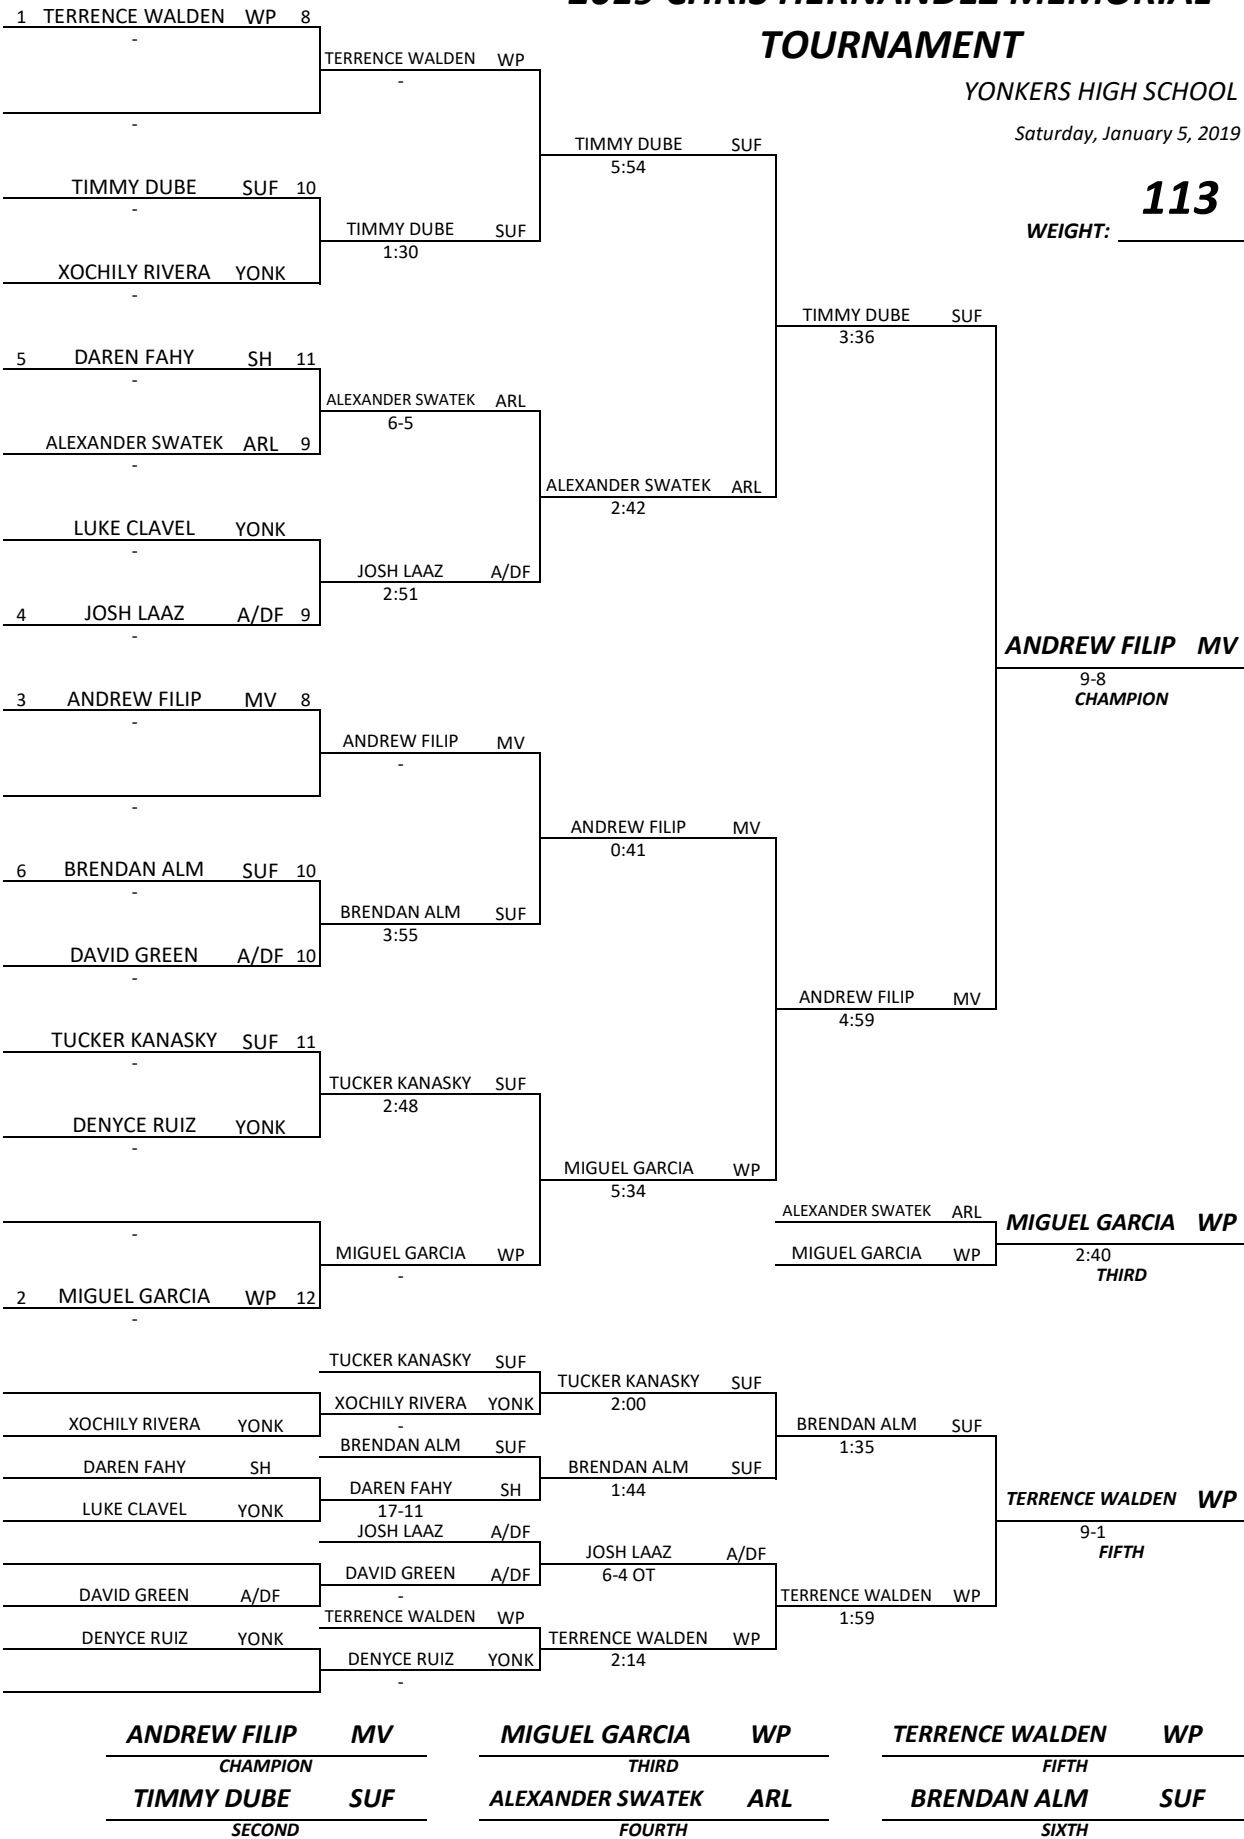 2019 CHRIS HERNANDEZ MEMORIAL
TOURNAMENT
YONKERS HIGH SCHOOL
Saturday, January 5, 2019
WEIGHT: 113
1 TERRENCE WALDEN WP 8
-
-
TIMMY DUBE SUF 10
-
XOCHILY RIVERA YONK
-
5 DAREN FAHY SH 11
-
ALEXANDER SWATEK ARL 9
-
LUKE CLAVEL YONK
-
4 JOSH LAAZ A/DF 9
-
3 ANDREW FILIP MV 8
-
-
6 BRENDAN ALM SUF 10
-
DAVID GREEN A/DF 10
-
TUCKER KANASKY SUF 11
-
DENYCE RUIZ YONK
-
-
2 MIGUEL GARCIA WP 12
-
TERRENCE WALDEN WP
-
TIMMY DUBE SUF
1:30
ALEXANDER SWATEK ARL
6-5
JOSH LAAZ A/DF
2:51
ANDREW FILIP MV
-
BRENDAN ALM SUF
3:55
TUCKER KANASKY SUF
2:48
MIGUEL GARCIA WP
-
TIMMY DUBE SUF
5:54
ALEXANDER SWATEK ARL
2:42
ANDREW FILIP MV
0:41
MIGUEL GARCIA WP
5:34
TIMMY DUBE SUF
3:36
ANDREW FILIP MV
4:59
ANDREW FILIP MV
9-8
CHAMPION
ALEXANDER SWATEK ARL
MIGUEL GARCIA WP
MIGUEL GARCIA WP
2:40
THIRD
XOCHILY RIVERA YONK
DAREN FAHY SH
LUKE CLAVEL YONK
DAVID GREEN A/DF
DENYCE RUIZ YONK
TUCKER KANASKY SUF
XOCHILY RIVERA YONK
-
BRENDAN ALM SUF
DAREN FAHY SH
17-11
JOSH LAAZ A/DF
DAVID GREEN A/DF
-
TERRENCE WALDEN WP
DENYCE RUIZ YONK
-
TUCKER KANASKY SUF
2:00
BRENDAN ALM SUF
1:44
JOSH LAAZ A/DF
6-4 OT
TERRENCE WALDEN WP
2:14
BRENDAN ALM SUF
1:35
TERRENCE WALDEN WP
1:59
TERRENCE WALDEN WP
9-1
FIFTH
ANDREW FILIP MV
CHAMPION
MIGUEL GARCIA WP
THIRD
TERRENCE WALDEN WP
FIFTH
TIMMY DUBE SUF
SECOND
ALEXANDER SWATEK ARL
FOURTH
BRENDAN ALM SUF
SIXTH